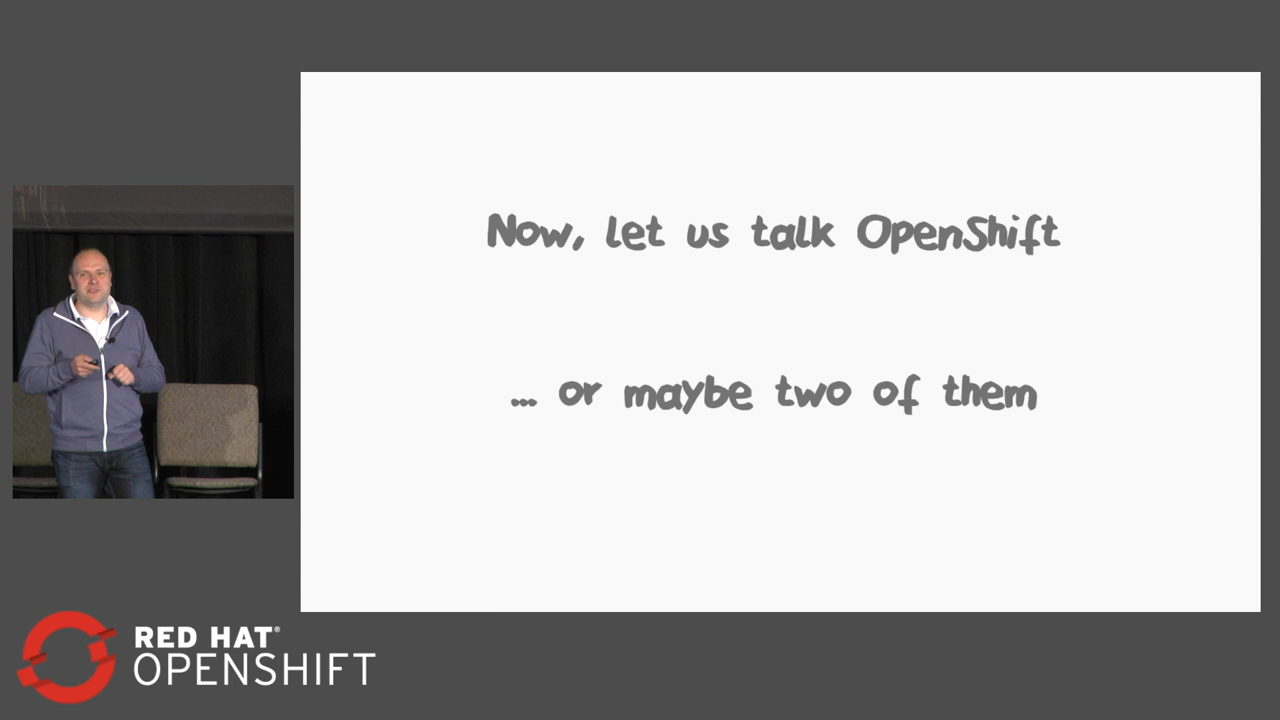 Now, let us talk OpenShift
... or maybe two of them
RED HAT®
OPENSHIFT